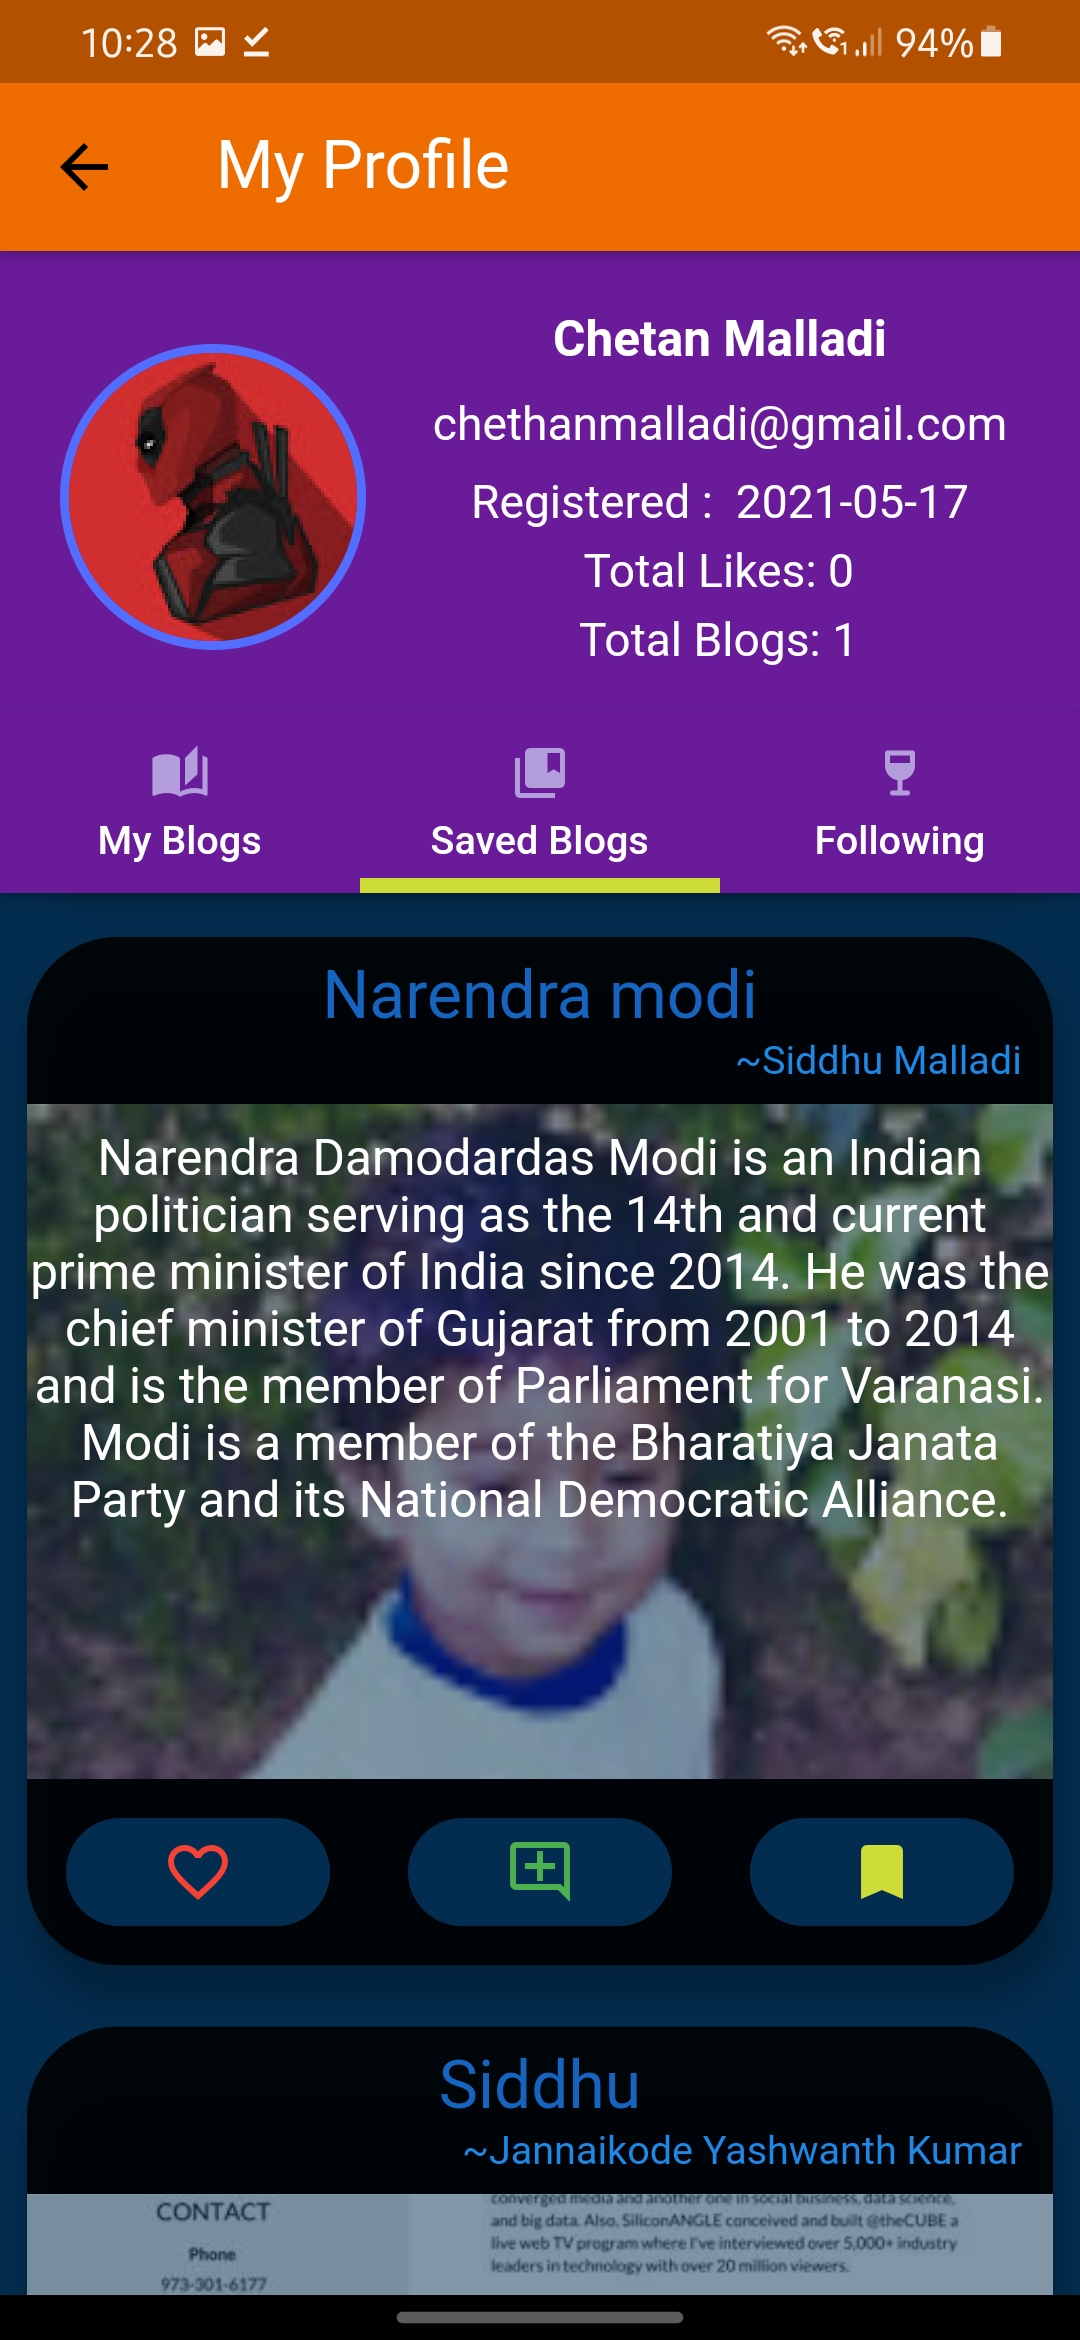 10:28
94%
My Profile
Chetan Malladi
chethanmalladi@gmail.com
Registered :  2021-05-17
Total Likes: 0
Total Blogs: 1
My Blogs
Saved Blogs
Following
Narendra modi
~Siddhu Malladi
Narendra Damodardas Modi is an Indian
politician serving as the 14th and current
prime minister of India since 2014. He was the
chief minister of Gujarat from 2001 to 2014
and is the member of Parliament for Varanasi.
Modi is a member of the Bharatiya Janata
Party and its National Democratic Alliance.
Siddhu
~Jannaikode Yashwanth Kumar
CONTACT
Phone
973-301-6177
converged media and another one in social business, data science,
and big data. Also, SiliconANGLE conceived and built @theCUBE a
live web TV program where I've interviewed over 5,000+ industry
leaders in technology with over 20 million viewers.